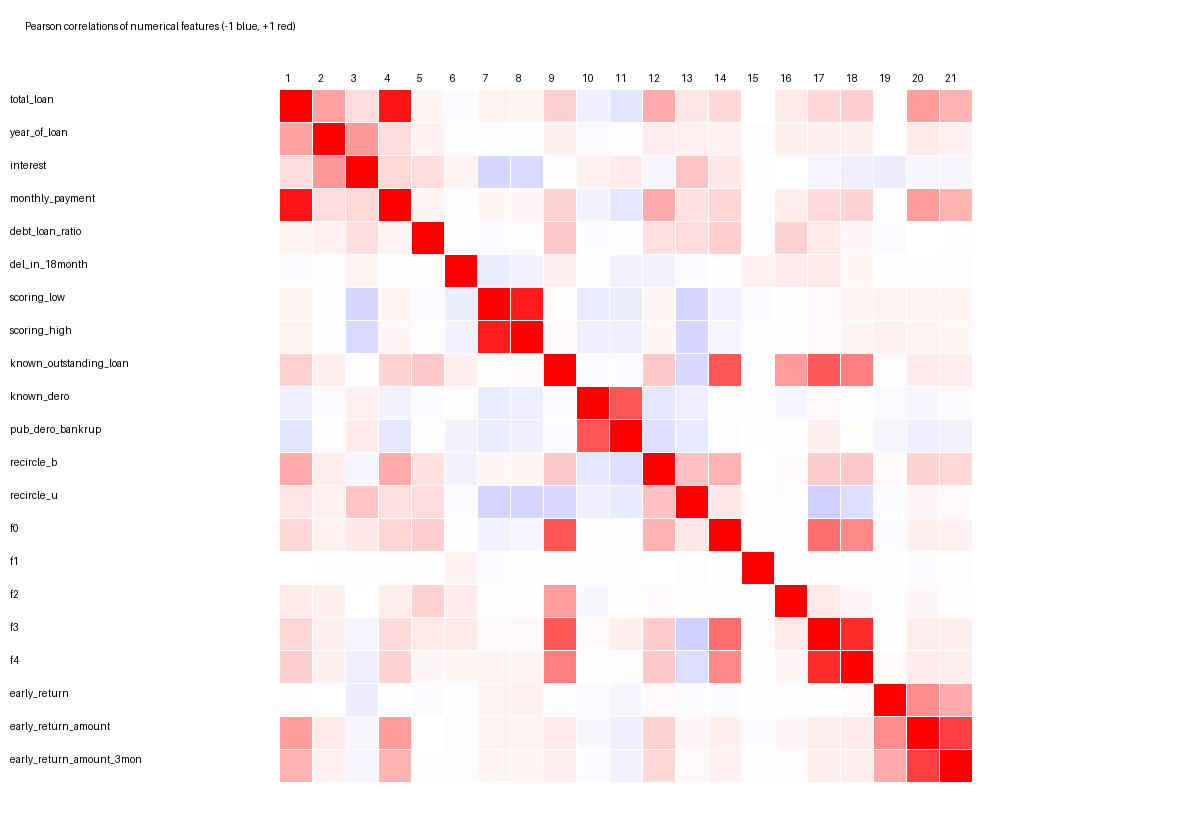 Pearson correlations of numerical features (-1 blue, +1 red)
1 2 3 4 5 6 7 8 9 10 11 12 13 14 15 16 17 18 19 20 21
total_loan
year_of_loan
interest
monthly_payment
debt_loan_ratio
del_in_18month
scoring_low
scoring_high
known_outstanding_loan
known_dero
pub_dero_bankrup
recircle_b
recircle_u
f0
f1
f2
f3
f4
early_return
early_return_amount
early_return_amount_3mon